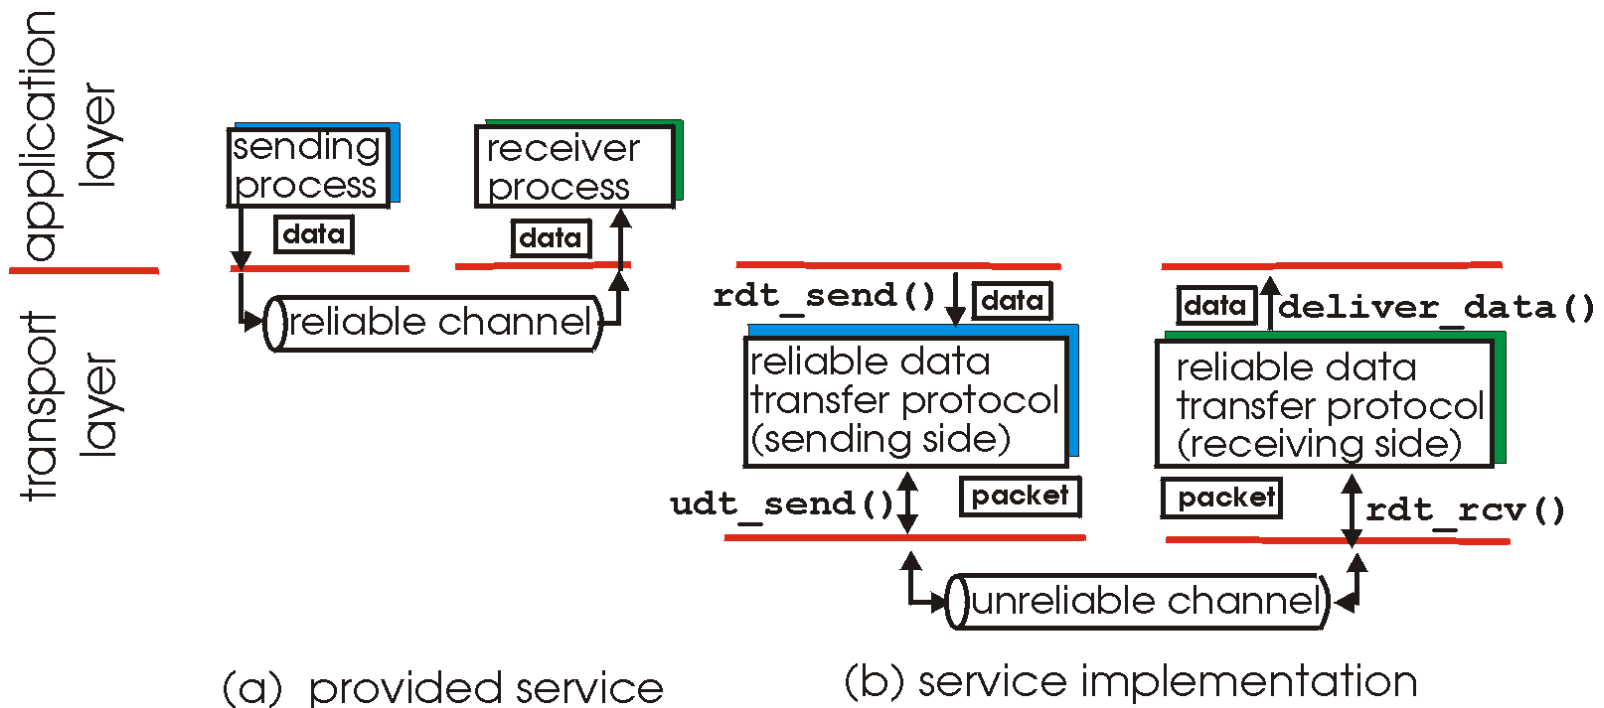 application
layer
transport
layer
sending
process
data
receiver
process
data
reliable channel
(a) provided service
rdt_send()
data
reliable data
transfer protocol
(sending side)
udt_send()
packet
data
deliver_data()
reliable data
transfer protocol
(receiving side)
packet
rdt_rcv()
unreliable channel
(b) service implementation